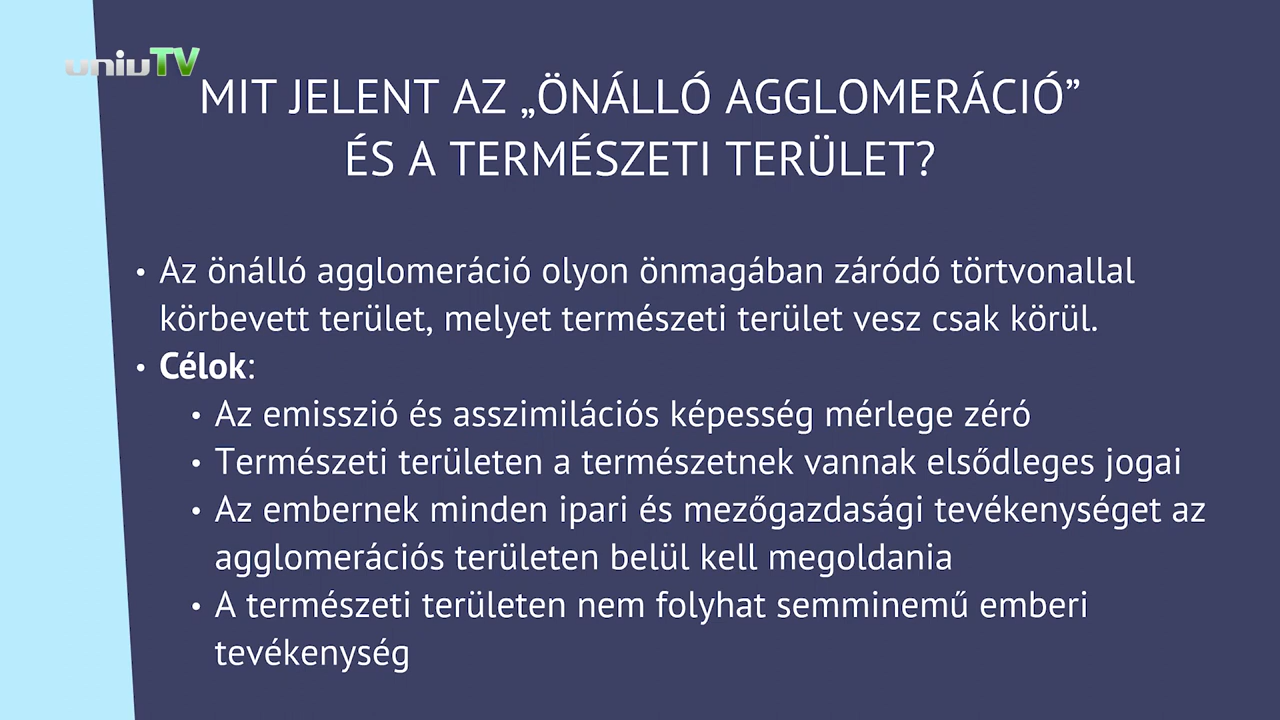 uniuTV
MIT JELENT AZ „ÖNÁLLÓ AGGLOMERÁCIÓ”
ÉS A TERMÉSZETI TERÜLET?
• Az önálló agglomeráció olyon önmagában záródó törtvonallal
körbevett terület, melyet természeti terület vesz csak körül.
• Célok:
• Az emisszió és asszimilációs képesség mérlege zéró
• Természeti területen a természetnek vannak elsődleges jogai
• Az embernek minden ipari és mezőgazdasági tevékenységet az
agglomerációs területen belül kell megoldania
• A természeti területen nem folyhat semminemű emberi
tevékenység